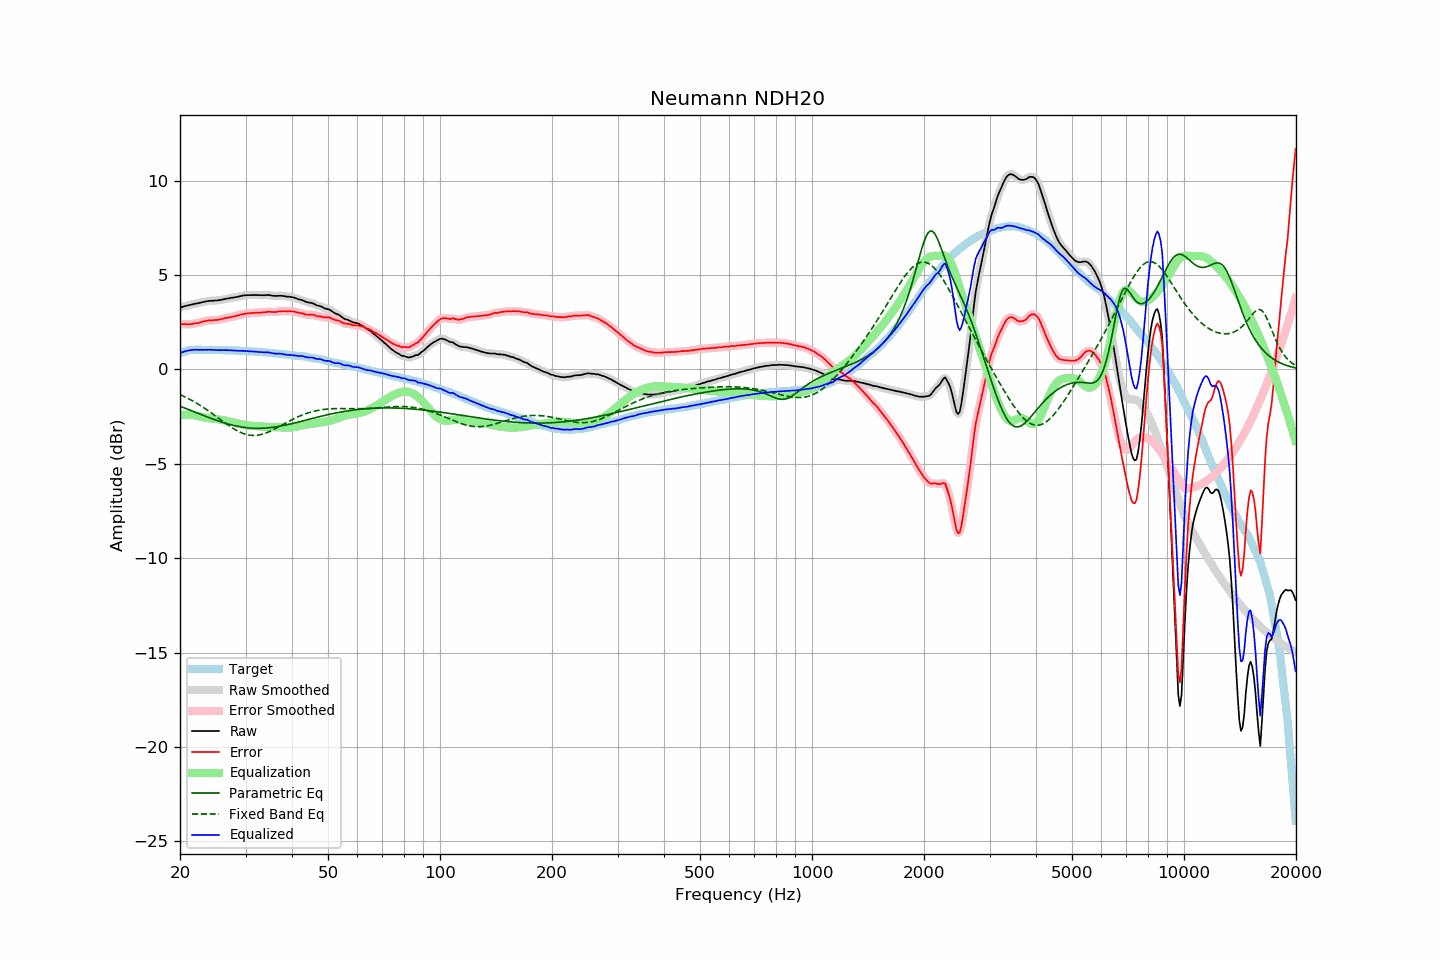 Neumann NDH20
Amplitude (dBr)
10
5
0
−5
−10
−15
−20
−25
Target
Raw Smoothed
Error Smoothed
Raw
Error
Equalization
Parametric Eq
Fixed Band Eq
Equalized
20 50 100 200 500 1000 2000 5000 10000 20000
Frequency (Hz)